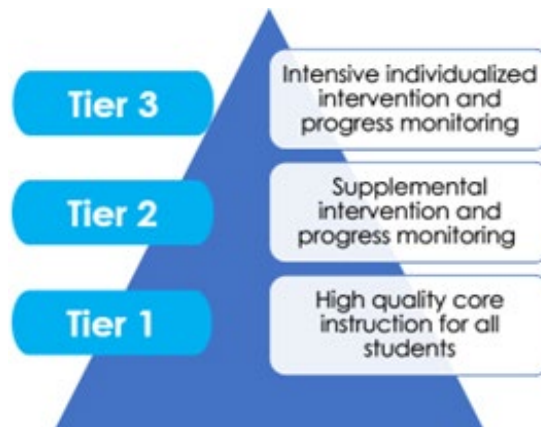 Tier 3
Intensive individualized
intervention and
progress monitoring
Tier 2
Supplemental
intervention and
progress monitoring
Tier 1
High quality core
instruction for all
students